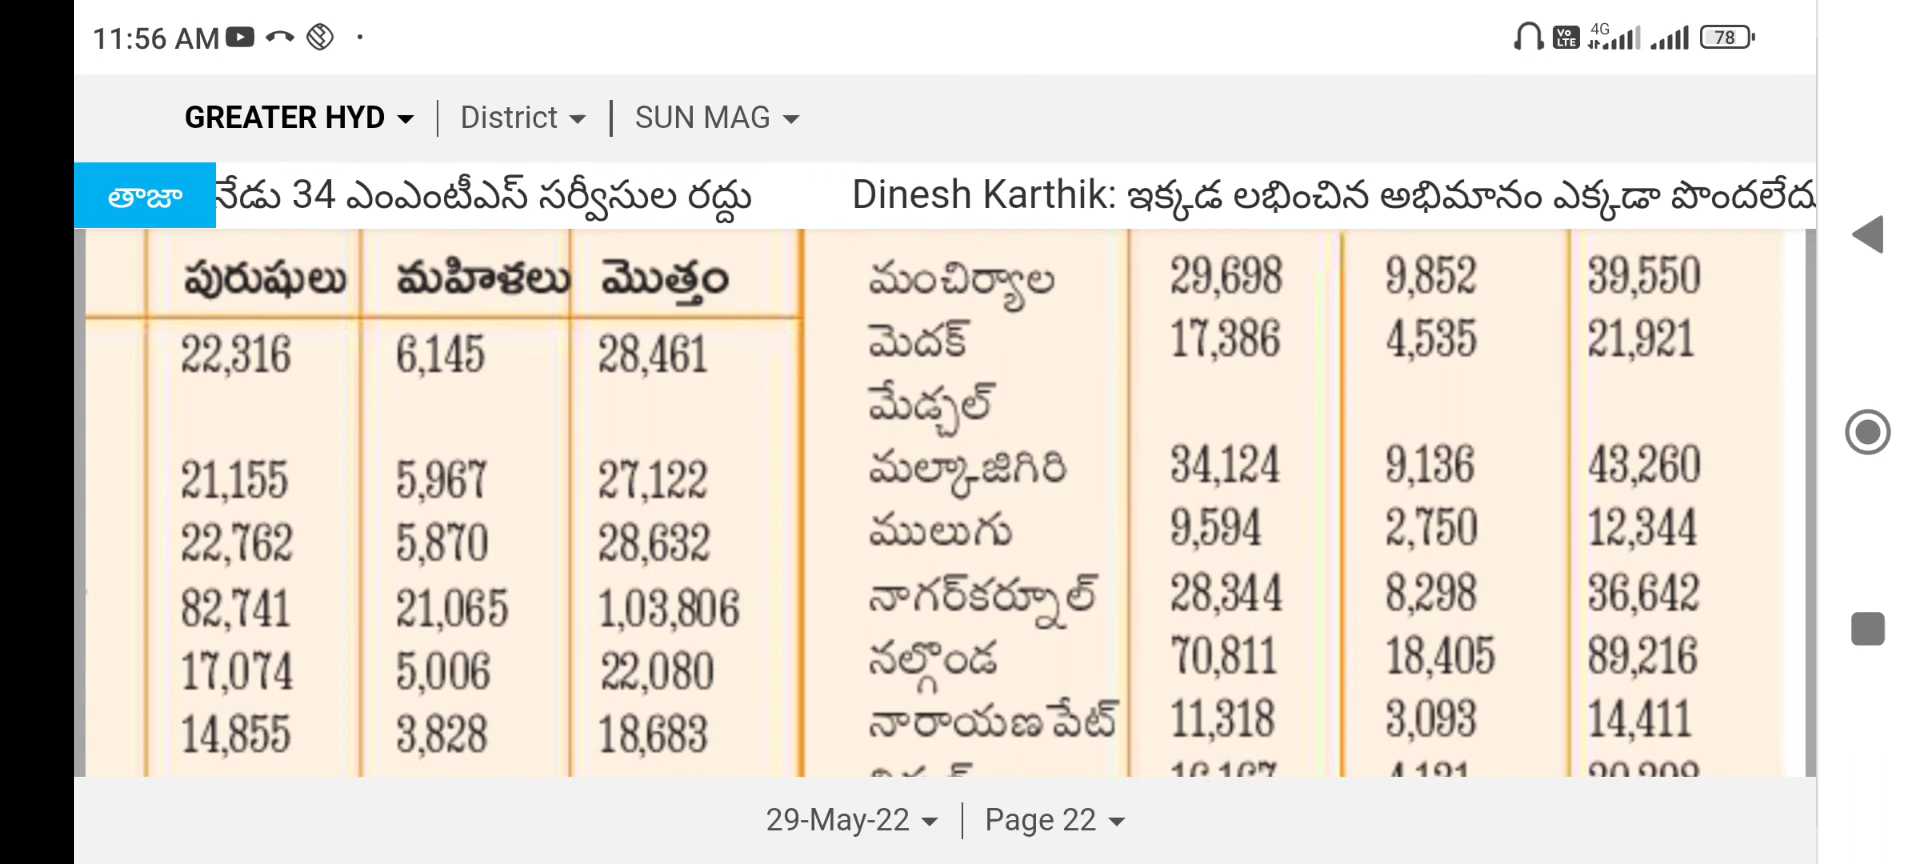 11:56 AM
4G
Vo LTE
78
GREATER HYD | District | SUN MAG
తాజా నేడు 34 ఎంఎంటీఎస్ సర్వీసుల రద్దు Dinesh Karthik: ఇక్కడ లభించిన అభిమానం ఎక్కడా పొందలేదు
పురుషులు మహిళలు మొత్తం
22,316 6,145 28,461
21,155 5,967 27,122
22,762 5,870 28,632
82,741 21,065 1,03,806
17,074 5,006 22,080
14,855 3,828 18,683
మంచిర్యాల 29,698 9,852 39,550
మెదక్ 17,386 4,535 21,921
మేడ్చల్
మల్కాజిగిరి 34,124 9,136 43,260
ములుగు 9,594 2,750 12,344
నాగర్‌కర్నూల్ 28,344 8,298 36,642
నల్గొండ 70,811 18,405 89,216
నారాయణపేట్ 11,318 3,093 14,411
29-May-22 | Page 22